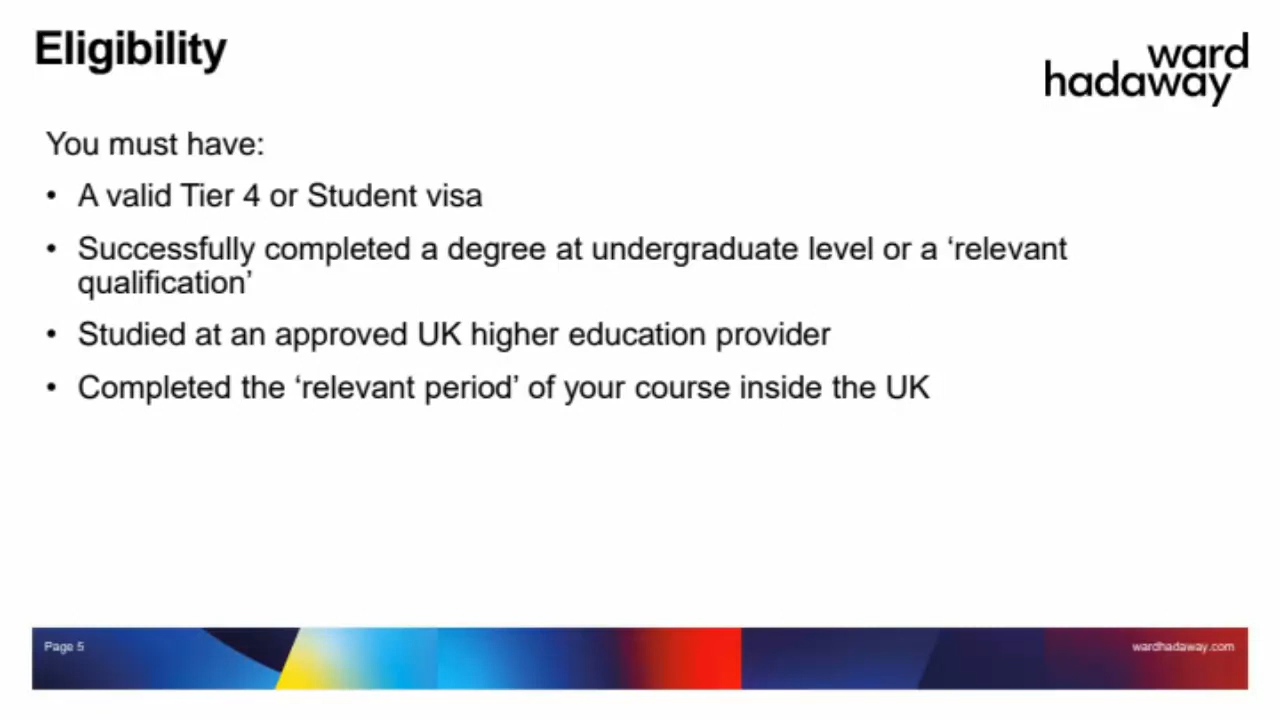 Eligibility
ward
hadaway
You must have:
• A valid Tier 4 or Student visa
• Successfully completed a degree at undergraduate level or a ‘relevant
qualification’
• Studied at an approved UK higher education provider
• Completed the ‘relevant period’ of your course inside the UK
Page 5
wardhadaway.com